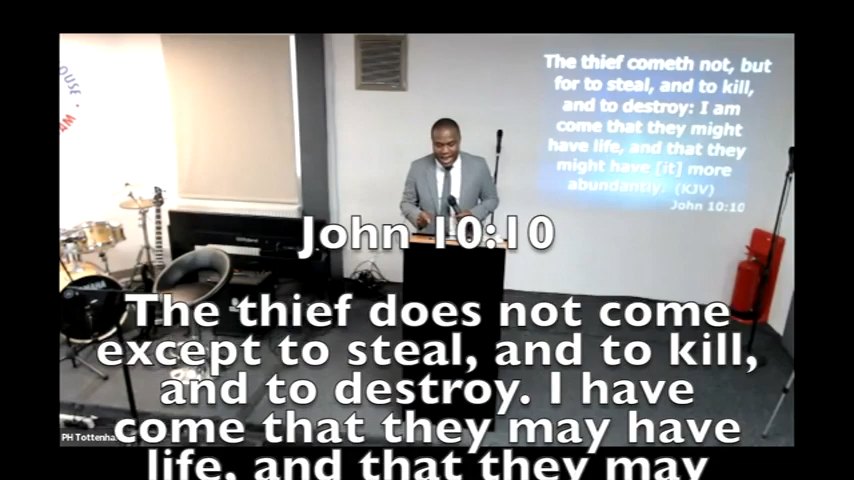 OUSE
AM
The thief cometh not, but
for to steal, and to kill,
and to destroy: I am
come that they might
have life, and that they
might have [it] more
abundantly. (KJV)
John 10:10
John 10:10
The thief does not come
except to steal, and to kill,
and to destroy. I have
come that they may have
life, and that they may
YAMAHA
PH Tottenha